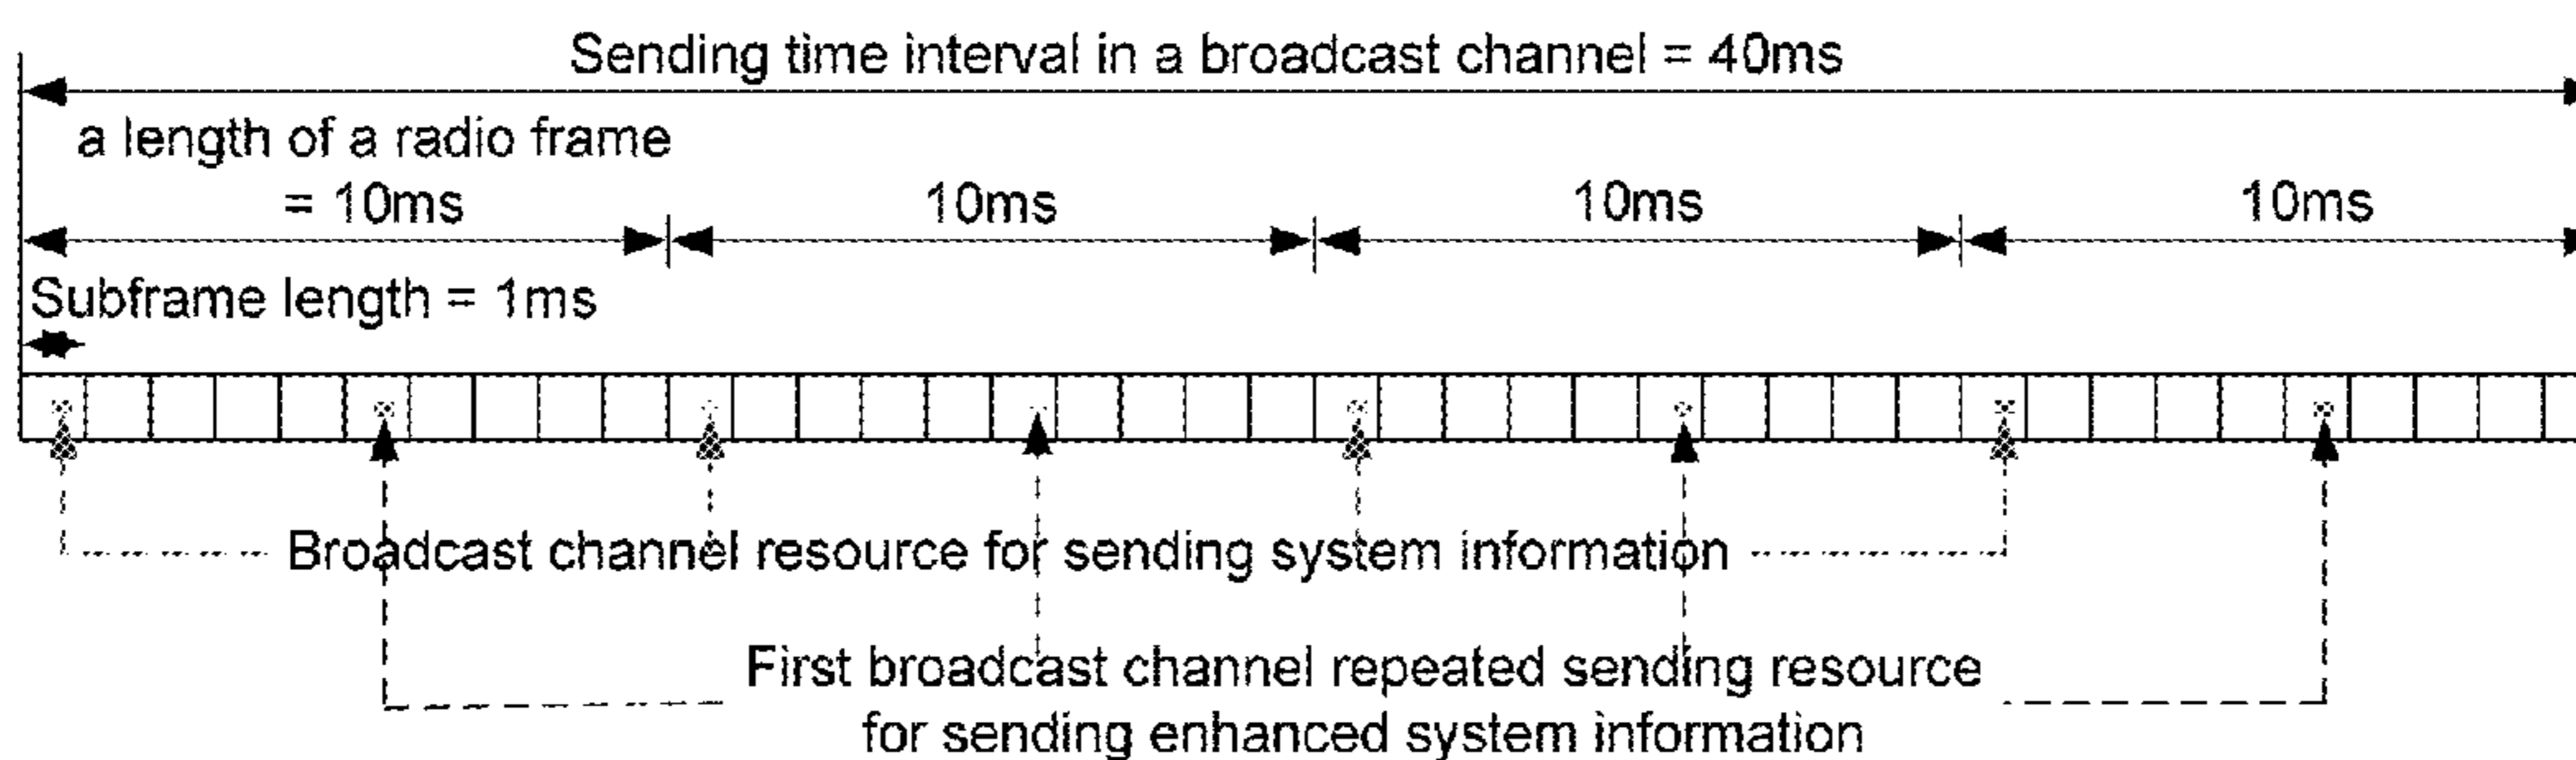 Sending time interval in a broadcast channel = 40ms
a length of a radio frame
= 10ms
10ms
10ms
10ms
Subframe length = 1ms
Broadcast channel resource for sending system information
First broadcast channel repeated sending resource
for sending enhanced system information